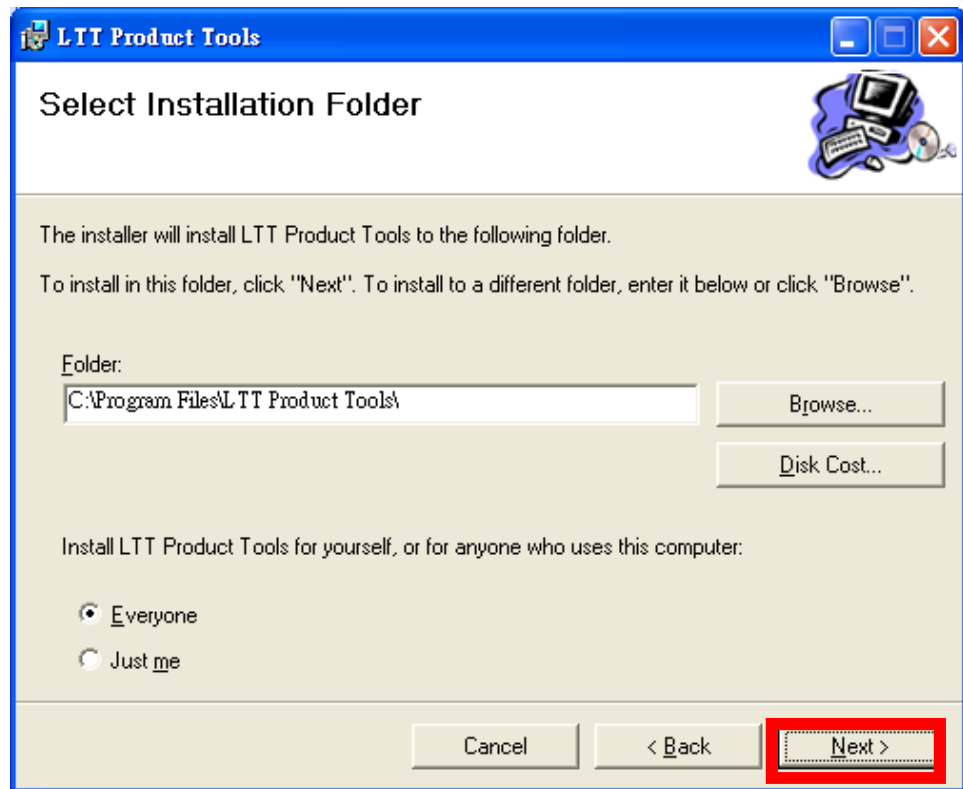 LTT Product Tools
Select Installation Folder
The installer will install LTT Product Tools to the following folder.
To install in this folder, click "Next". To install to a different folder, enter it below or click "Browse".
Folder:
C:\Program Files\LTT Product Tools\
Browse...
Disk Cost...
Install LTT Product Tools for yourself, or for anyone who uses this computer:
Everyone
Just me
Cancel
< Back
Next >